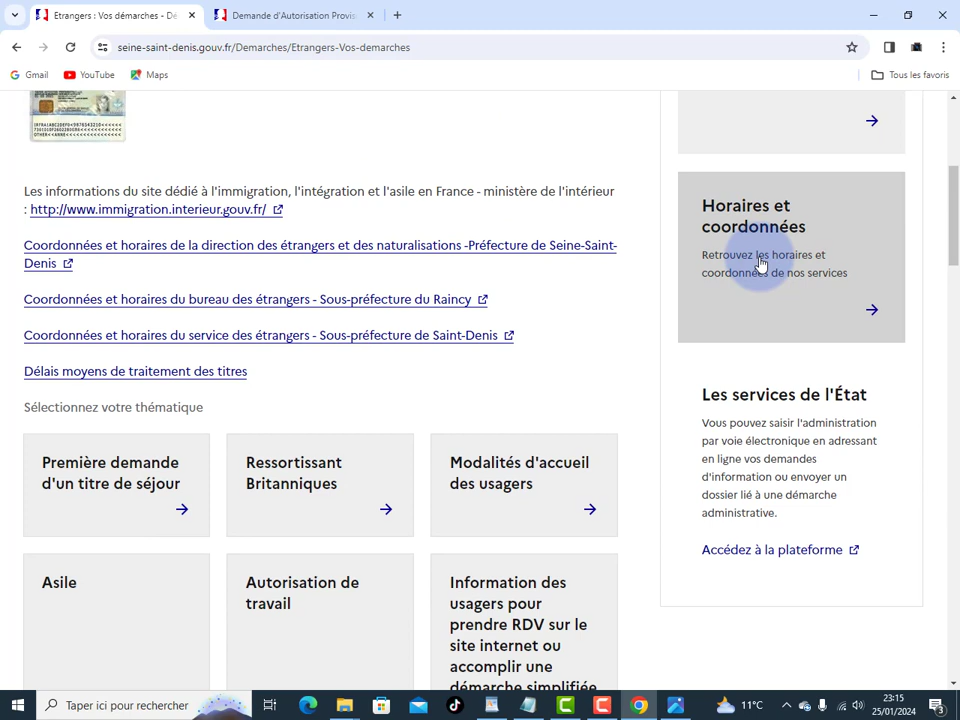 Etrangers : Vos démarches - Dé
Demande d'Autorisation Provis
seine-saint-denis.gouv.fr/Demarches/Etrangers-Vos-demarches
Gmail
YouTube
Maps
Tous les favoris
Les informations du site dédié à l'immigration, l'intégration et l'asile en France - ministère de l'intérieur
: http://www.immigration.interieur.gouv.fr/
Coordonnées et horaires de la direction des étrangers et des naturalisations -Préfecture de Seine-Saint-
Denis
Coordonnées et horaires du bureau des étrangers - Sous-préfecture du Raincy
Coordonnées et horaires du service des étrangers - Sous-préfecture de Saint-Denis
Délais moyens de traitement des titres
Sélectionnez votre thématique
Première demande
d'un titre de séjour
Ressortissant
Britanniques
Modalités d'accueil
des usagers
Asile
Autorisation de
travail
Information des
usagers pour
prendre RDV sur le
site internet ou
accomplir une
démarche simplifiée
Horaires et
coordonnées
Retrouvez les horaires et
coordonnées de nos services
Les services de l'État
Vous pouvez saisir l'administration
par voie électronique en adressant
en ligne vos demandes
d'information ou envoyer un
dossier lié à une démarche
administrative.
Accédez à la plateforme
Taper ici pour rechercher
11°C
23:15
25/01/2024
3